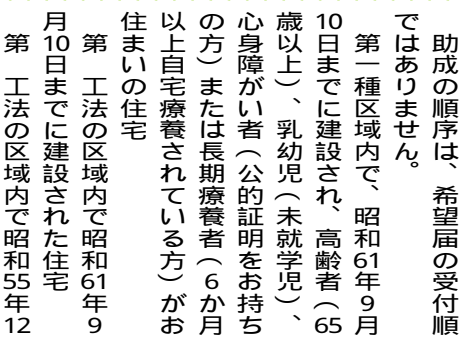 助成の順序は、希望届の受付順
ではありません。
第一種区域内で、昭和61年9月
10日までに建設され、高齢者（65
歳以上）、乳幼児（未就学児）、
心身障がい者（公的証明をお持ち
の方）または長期療養者（6か月
以上自宅療養されている方）がお
住まいの住宅
第　工法の区域内で昭和61年9
月10日までに建設された住宅
第　工法の区域内で昭和55年12